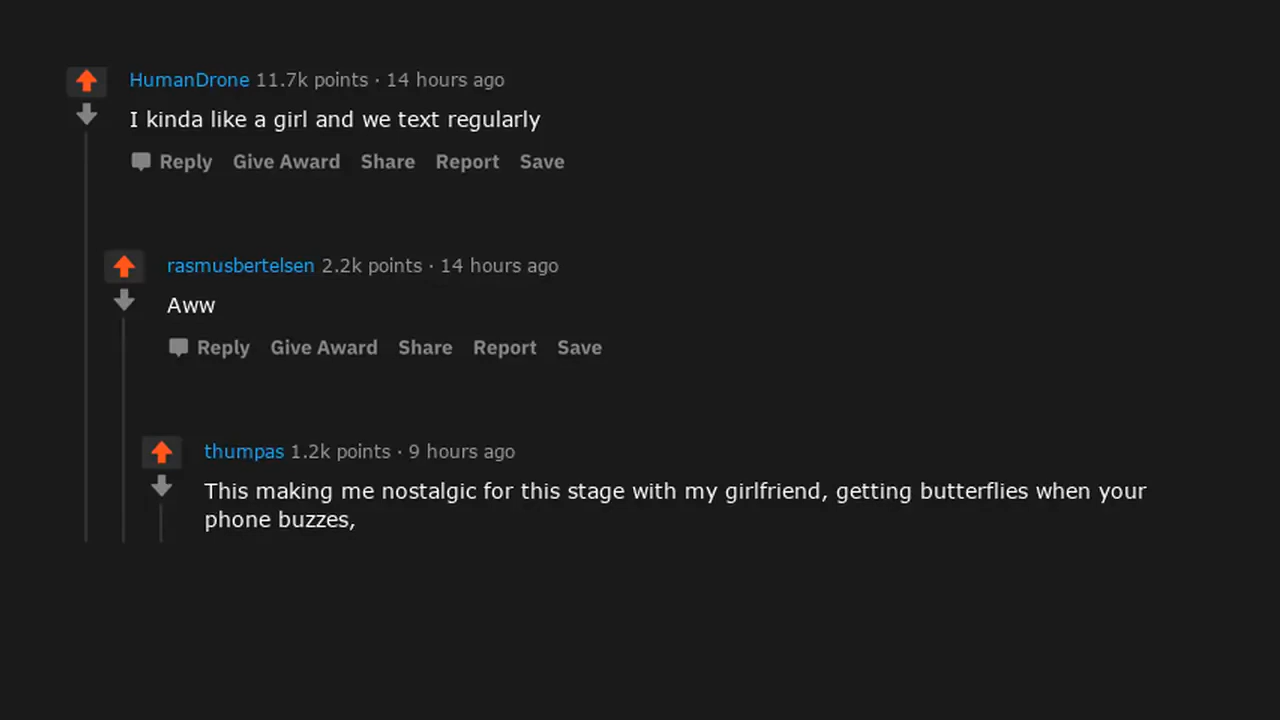 HumanDrone 11.7k points · 14 hours ago
I kinda like a girl and we text regularly
Reply Give Award Share Report Save
rasmusbertelsen 2.2k points · 14 hours ago
Aww
Reply Give Award Share Report Save
thumpas 1.2k points · 9 hours ago
This making me nostalgic for this stage with my girlfriend, getting butterflies when your
phone buzzes,